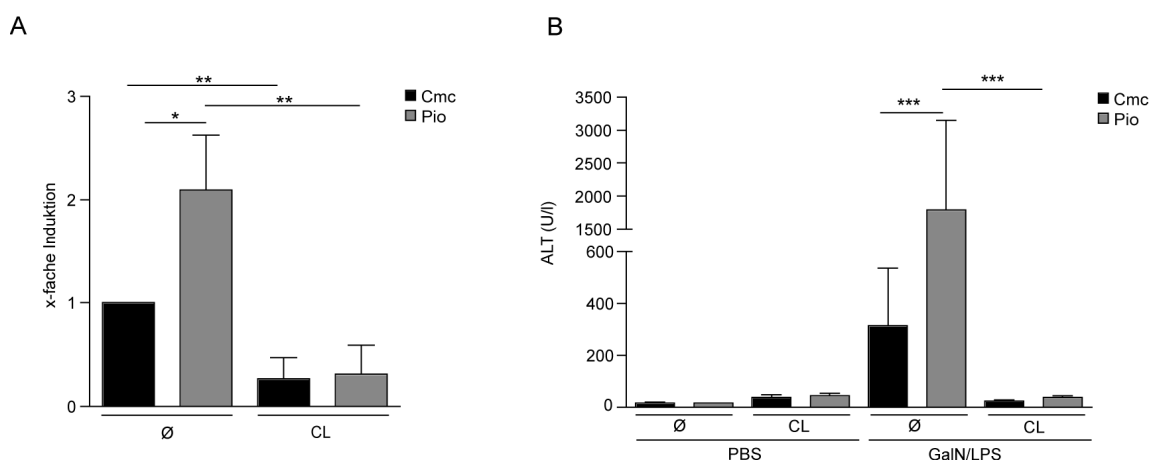 A
x-fache Induktion
3
2
1
0
**
*
**
Cmc
Pio
Ø
CL
B
ALT (U/l)
3500
3000
2500
2000
1500
600
400
200
0
***
***
Cmc
Pio
Ø
CL
Ø
CL
PBS
GalN/LPS